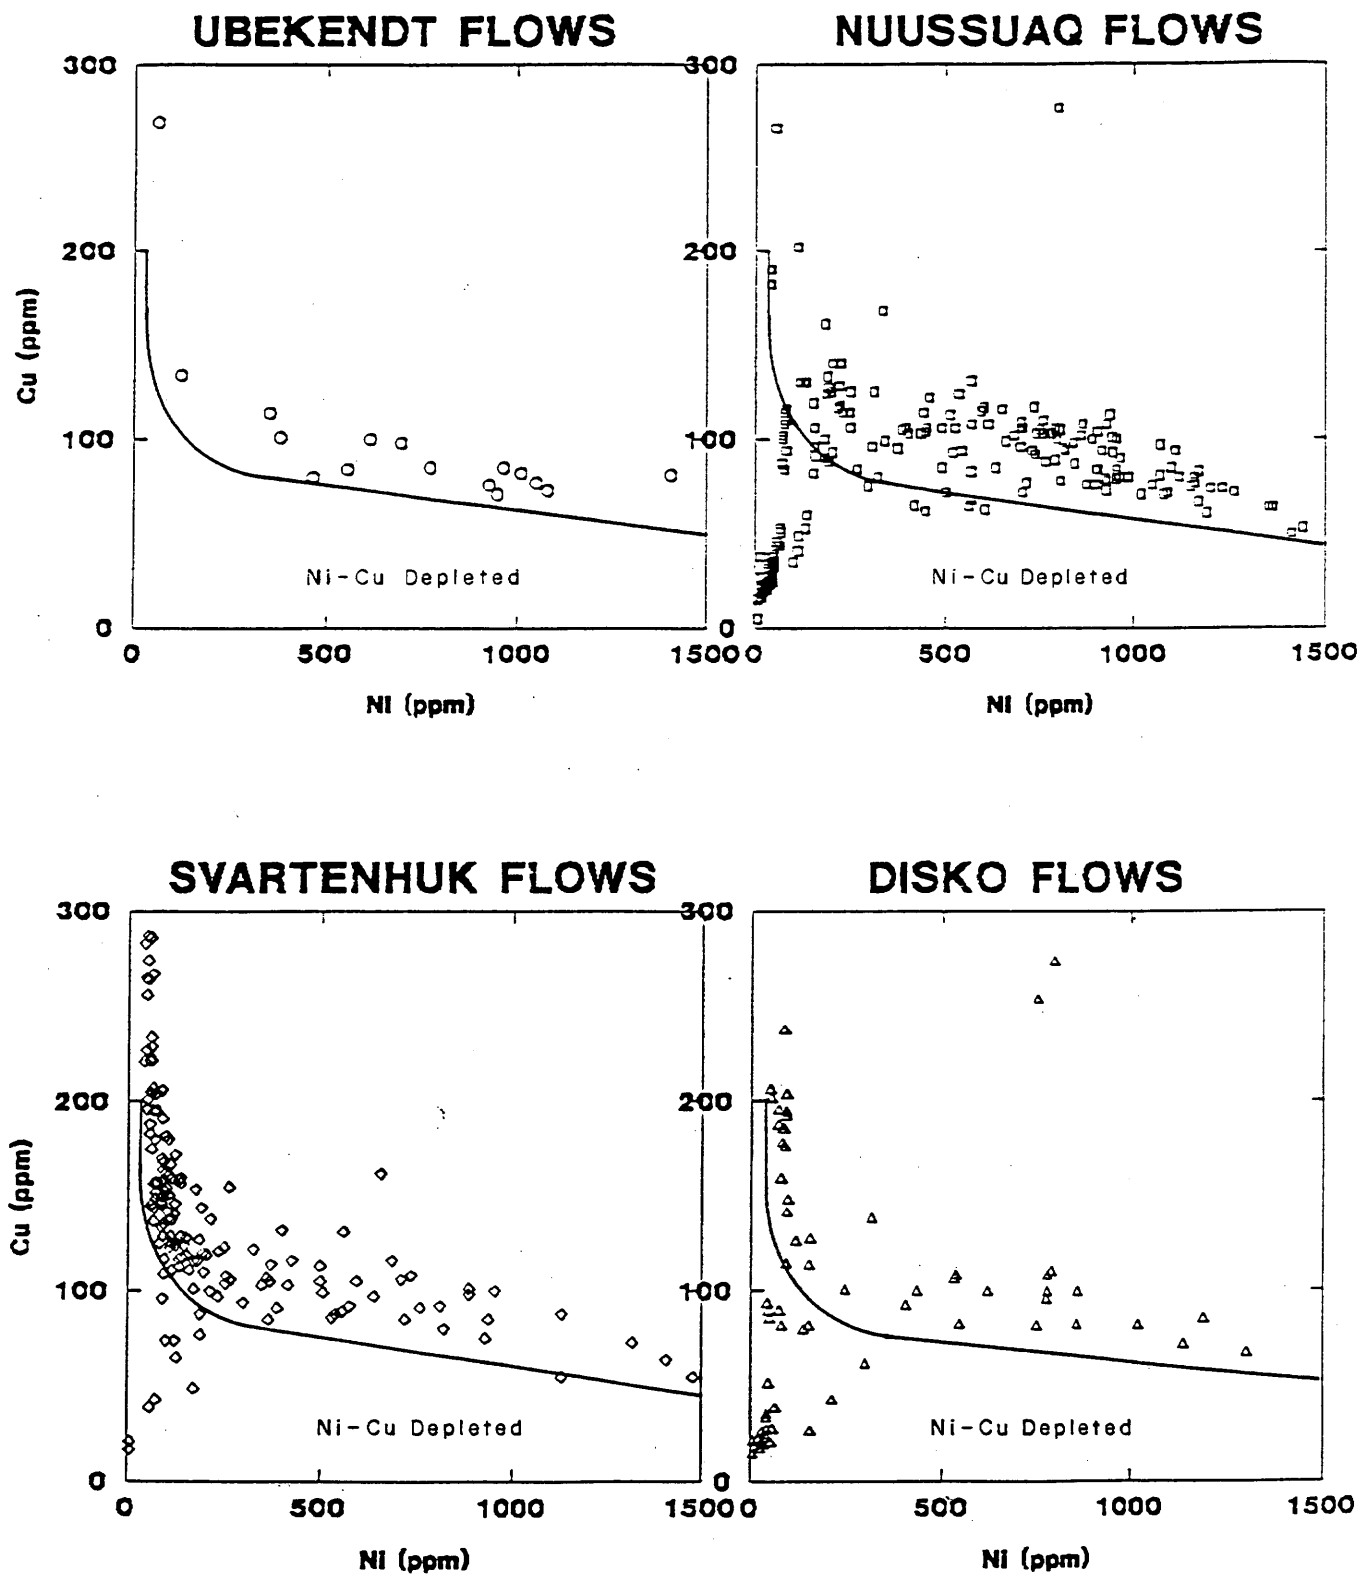 UBEKENDT FLOWS
NUUSSUAQ FLOWS
300
300
200
200
Cu (ppm)
100
100
Ni-Cu Depleted
Ni-Cu Depleted
0
0
0
500
1000
1500
0
500
1000
1500
Ni (ppm)
Ni (ppm)
SVARTENHUK FLOWS
DISKO FLOWS
300
300
200
200
Cu (ppm)
100
100
Ni-Cu Depleted
Ni-Cu Depleted
0
0
0
500
1000
1500
0
500
1000
1500
Ni (ppm)
Ni (ppm)